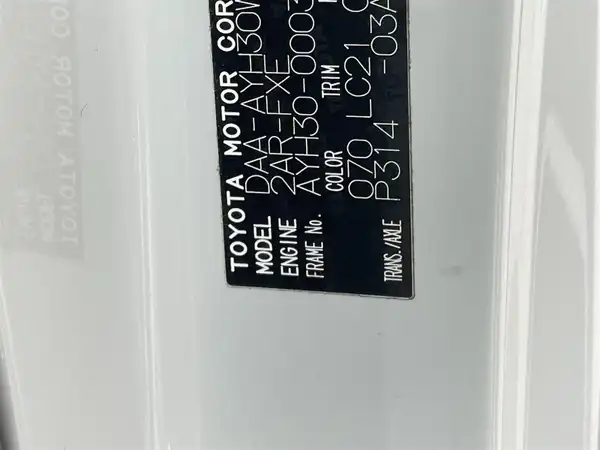 TOYOTA MOTOR COR
MODEL DAA-AYH30W
ENGINE 2AR-FXE
FRAME No. AYH30-0003
COLOR TRIM
070 LC21
TRANS./AXLE P314 -03A